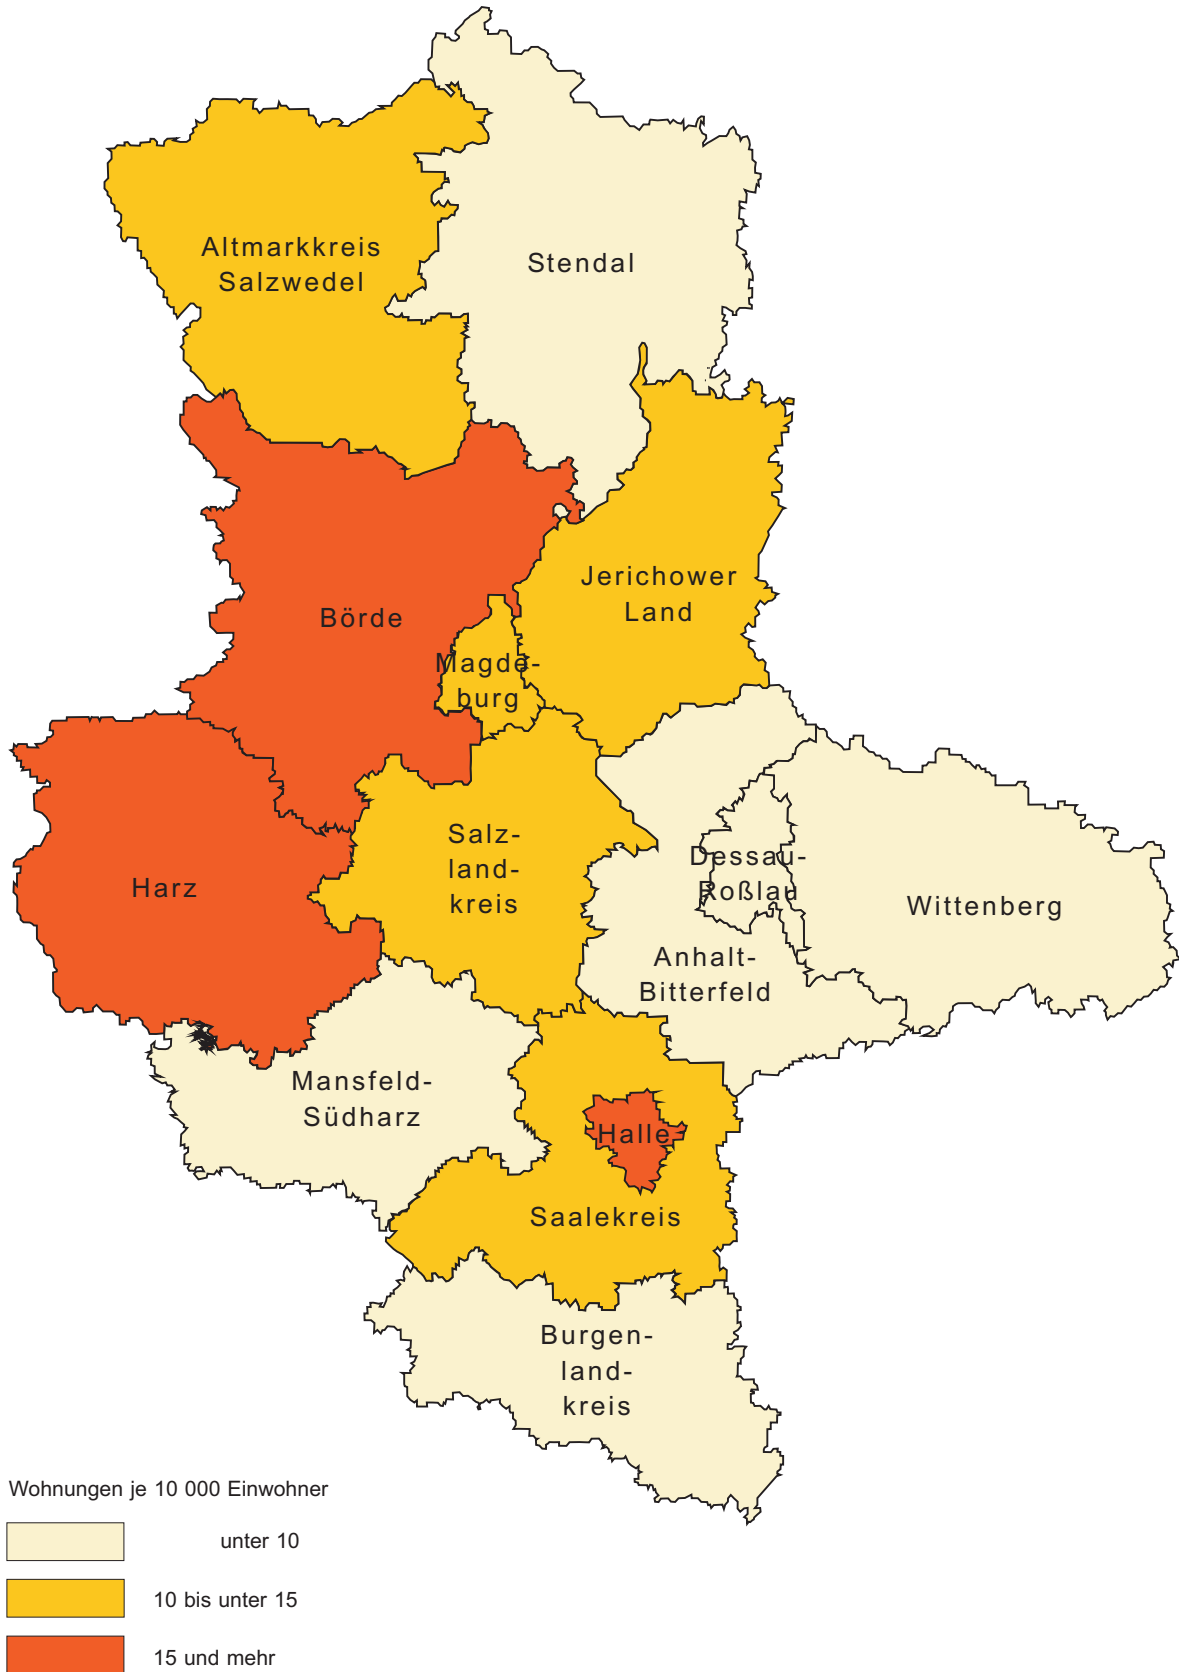 Altmarkkreis
Salzwedel
Stendal
Jerichower
Land
Börde
Magde-
burg
Salz-
land-
kreis
Harz
Dessau-
Roßlau
Wittenberg
Anhalt-
Bitterfeld
Mansfeld-
Südharz
Halle
Saalekreis
Burgen-
land-
kreis
Wohnungen je 10 000 Einwohner
unter 10
10 bis unter 15
15 und mehr